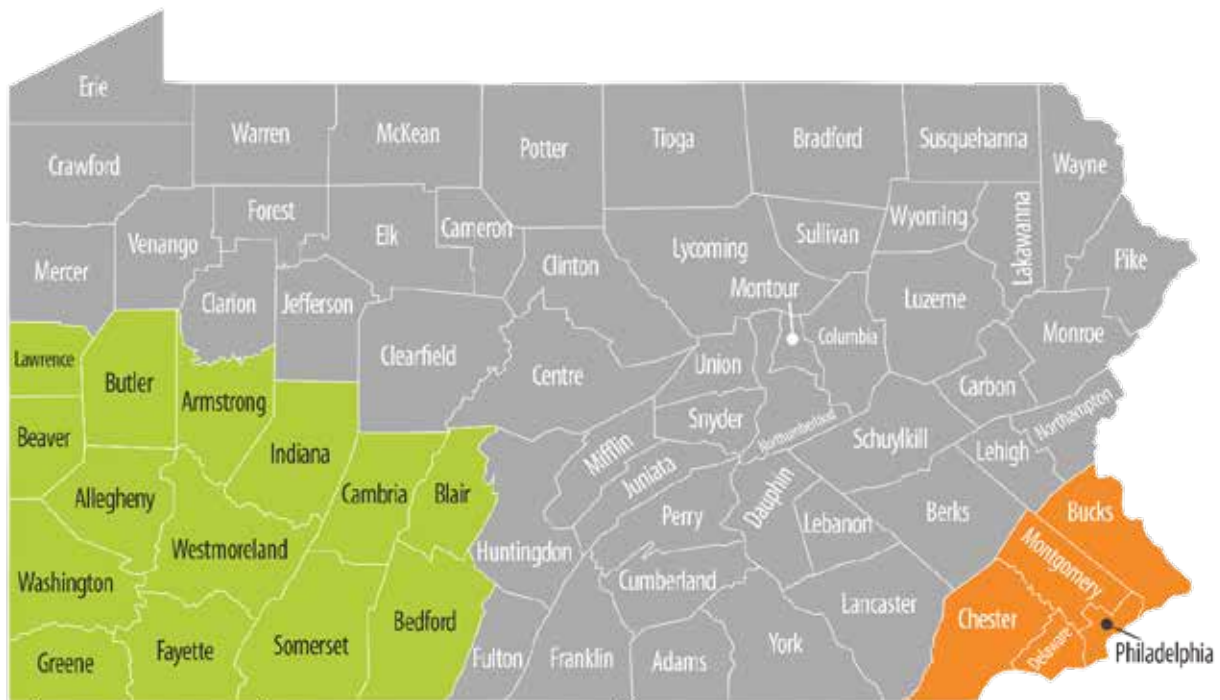 Erie
Warren
McKean
Potter
Tioga
Bradford
Susquehanna
Wayne
Crawford
Forest
Elk
Cameron
Wyoming
Lakawanna
Venango
Mercer
Clarion
Jefferson
Clinton
Lycoming
Sullivan
Pike
Montour
Luzerne
Columbia
Monroe
Lawrence
Butler
Armstrong
Clearfield
Centre
Union
Carbon
Snyder
Northumberland
Northampton
Beaver
Indiana
Mifflin
Schuylkill
Lehigh
Allegheny
Cambria
Blair
Juniata
Dauphin
Perry
Lebanon
Berks
Bucks
Westmoreland
Huntingdon
Montgomery
Washington
Cumberland
Lancaster
Chester
Bedford
Greene
Fayette
Somerset
Fulton
Franklin
Adams
York
Delaware
Philadelphia